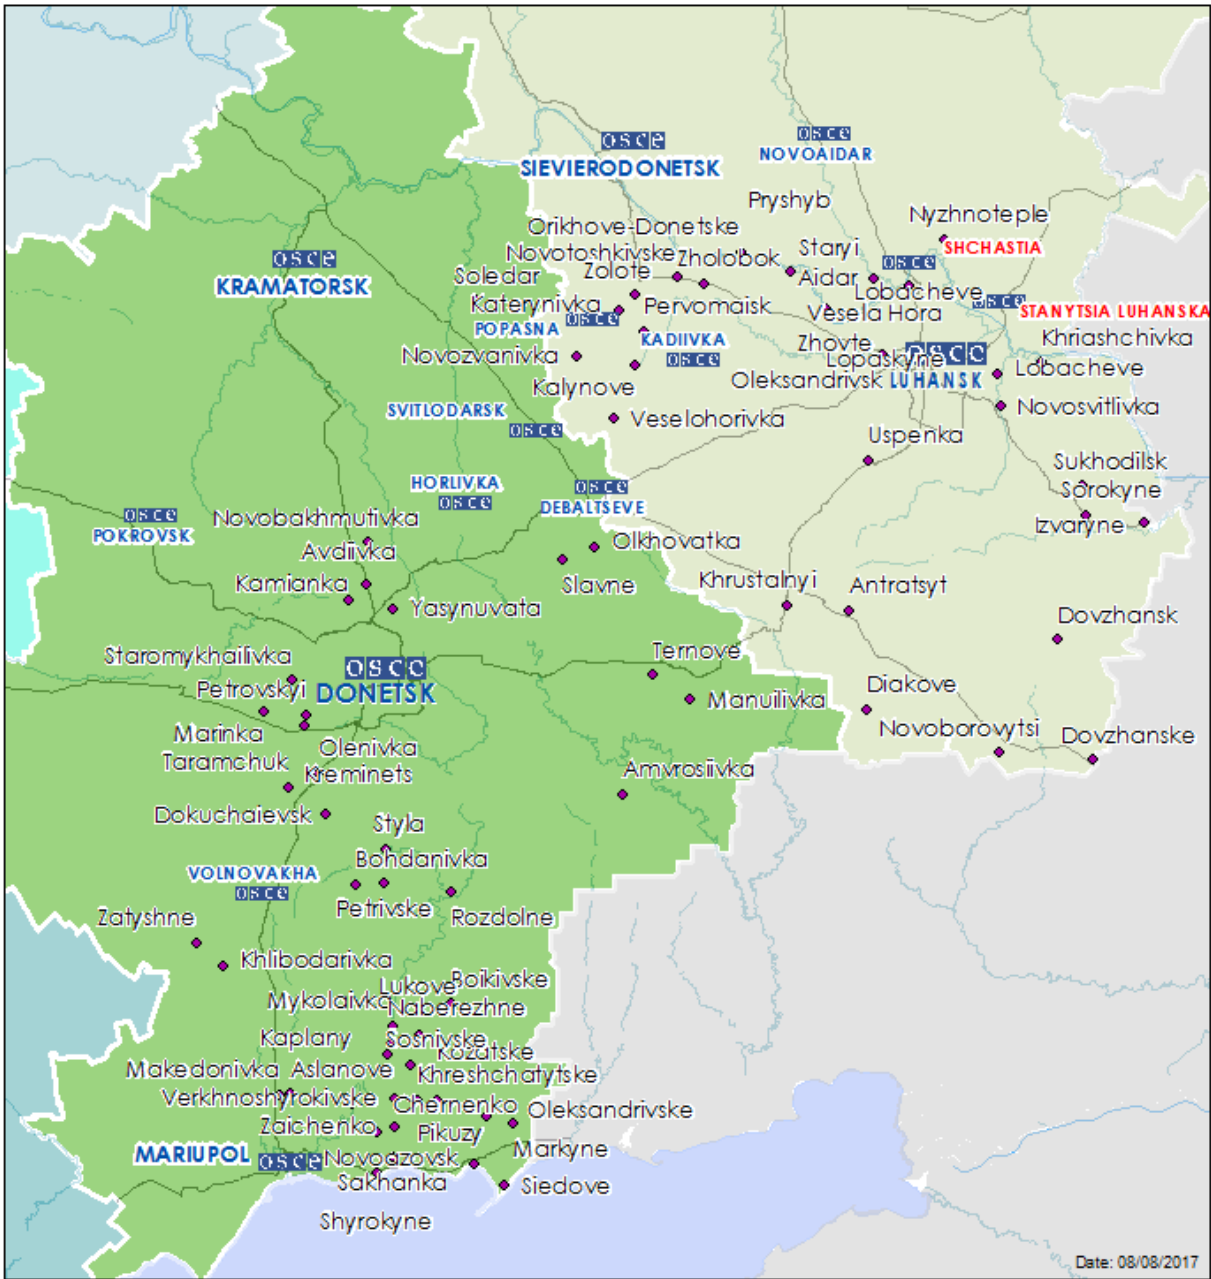 osce
SIEVIERODONETSK
osce
NOVOAIDAR
Pryshyb
Nyzhnoteple
SHCHASTIA
Orikhove-Donetske
Novotoshkivske
Zholobok
Staryi
Aidar
osce
KRAMATORSK
osce
Soledar
Zolote
Katerynivka
Pervomaisk
Lobacheve
Vesela Hora
osce
STANYTSIA LUHANSKA
POPASNA
osce
KADIIVKA
osce
Zhovte
Lopaskyne
osce
LUHANSK
Khriashchivka
Lobacheve
Novozvanivka
Kalynove
Oleksandrivsk
SVITLODARSK
osce
Veselohorivka
Novosvitlivka
Uspenka
Sukhodilsk
Sorokyne
Izvaryne
HORLIVKA
osce
osce
DEBALTSEVE
osce
POKROVSK
Novobakhmutivka
Avdiivka
Olkhovatka
Kamianka
Slavne
Yasynuvata
Khrustalnyi
Antratsyt
Dovzhansk
Staromykhailivka
osce
DONETSK
Ternove
Petrovskyi
Manuilivka
Diakove
Marinka
Novoborovytsi
Dovzhanske
Olenivka
Taramchuk
Kreminets
Amvrosiivka
Dokuchaievsk
Styla
Bohdanivka
VOLNOVAKHA
osce
Petrivske
Rozdolne
Zatyshne
Khlibodarivka
Boikivske
Lukove
Mykolaivka
Naberezhne
Kaplany
Sosnivske
Kozatske
Makedonivka
Aslanove
Khreshchatytske
Verkhnoshyrokivske
Chernenko
Oleksandrivske
Zaichenko
Pikuzy
MARIUPOL
osce
Novoazovsk
Markyne
Sakhanka
Siedove
Shyrokyne
Date: 08/08/2017